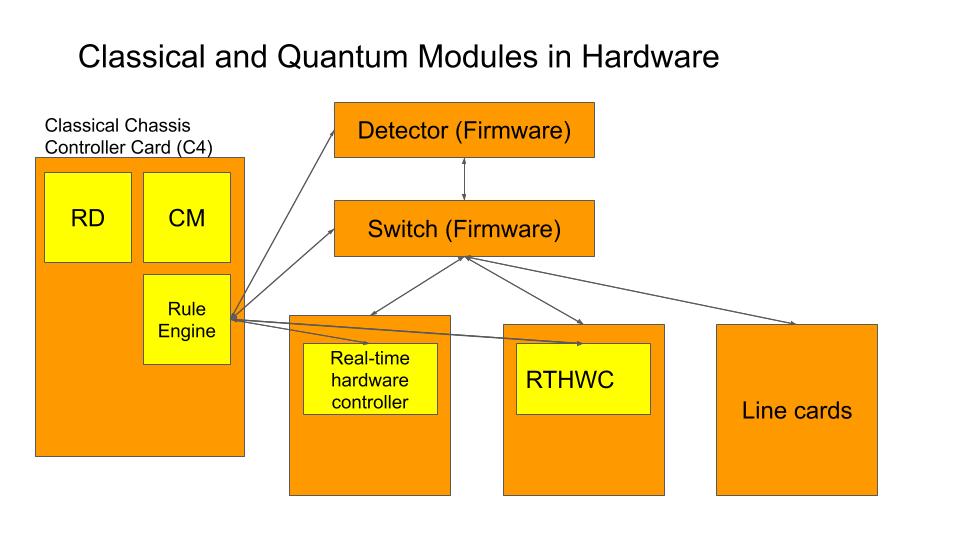 Classical and Quantum Modules in Hardware
Classical Chassis
Controller Card (C4)
Detector (Firmware)
RD
CM
Switch (Firmware)
Rule
Engine
Real-time
hardware
controller
RTHWC
Line cards